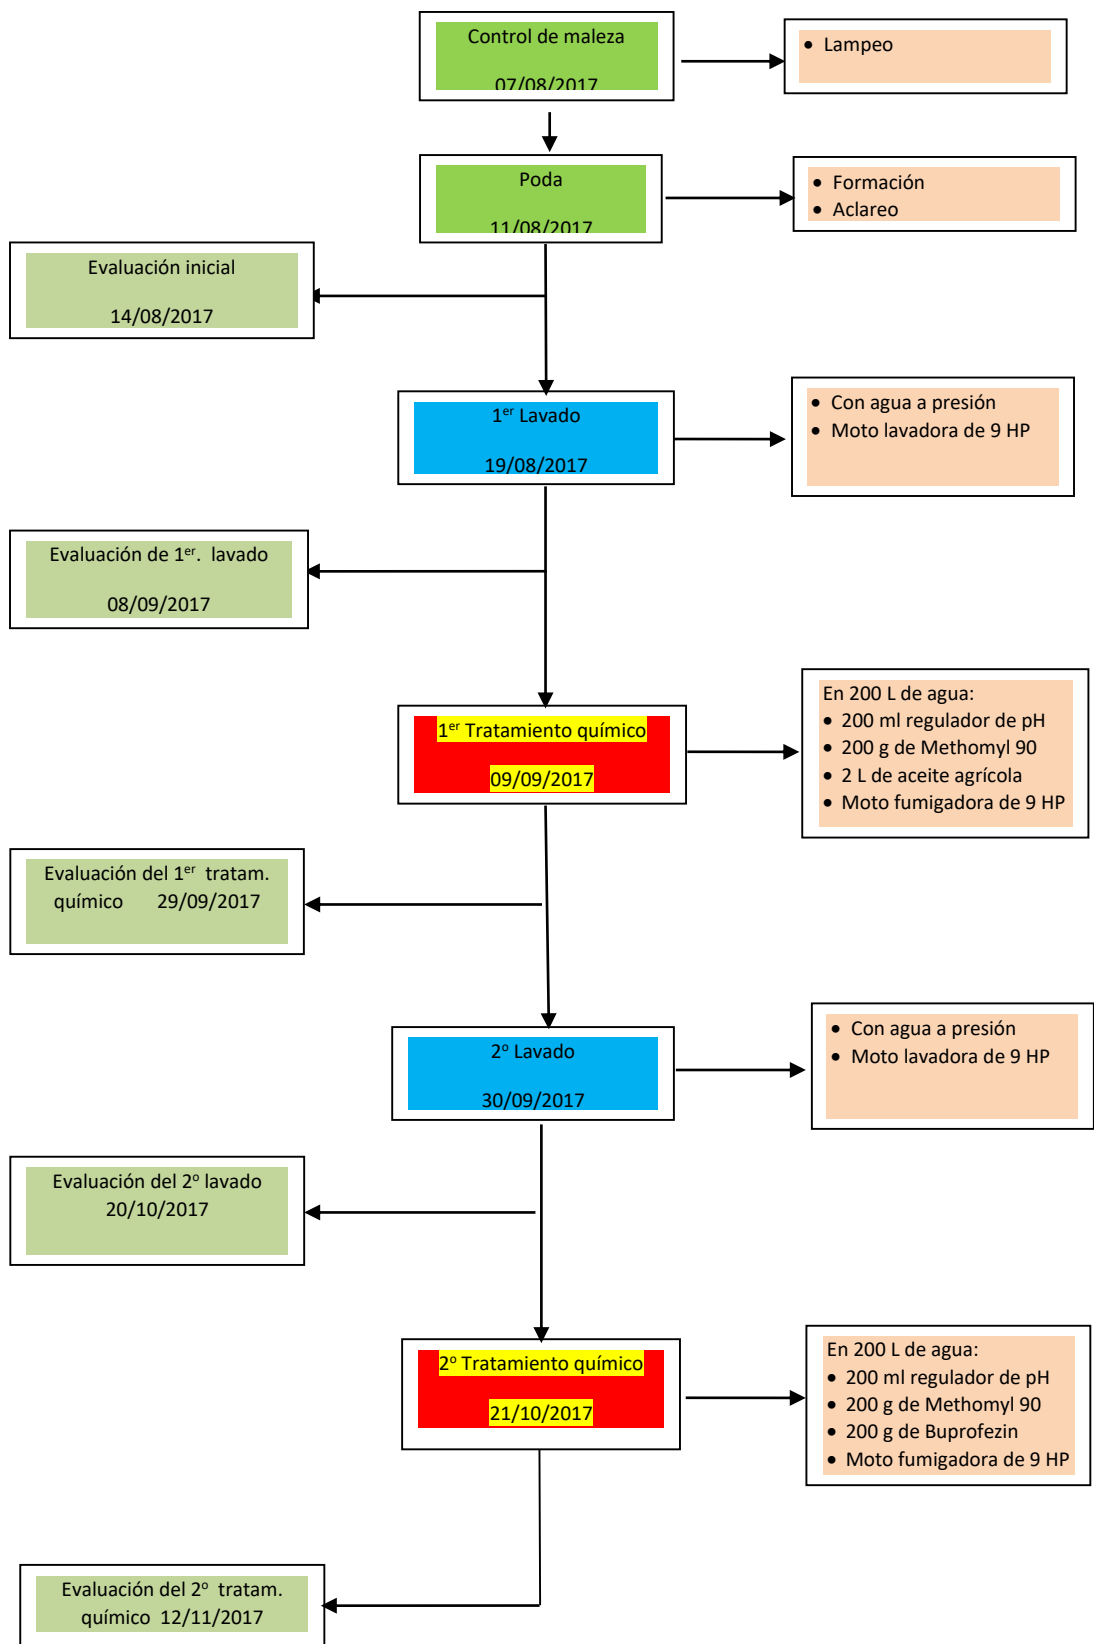 Control de maleza
07/08/2017
• Lampeo
Poda
11/08/2017
• Formación
• Aclareo
Evaluación inicial
14/08/2017
1er Lavado
19/08/2017
• Con agua a presión
• Moto lavadora de 9 HP
Evaluación de 1er. lavado
08/09/2017
1er Tratamiento químico
09/09/2017
En 200 L de agua:
• 200 ml regulador de pH
• 200 g de Methomyl 90
• 2 L de aceite agrícola
• Moto fumigadora de 9 HP
Evaluación del 1er tratam.
químico 29/09/2017
2º Lavado
30/09/2017
• Con agua a presión
• Moto lavadora de 9 HP
Evaluación del 2º lavado
20/10/2017
2º Tratamiento químico
21/10/2017
En 200 L de agua:
• 200 ml regulador de pH
• 200 g de Methomyl 90
• 200 g de Buprofezin
• Moto fumigadora de 9 HP
Evaluación del 2º tratam.
químico 12/11/2017